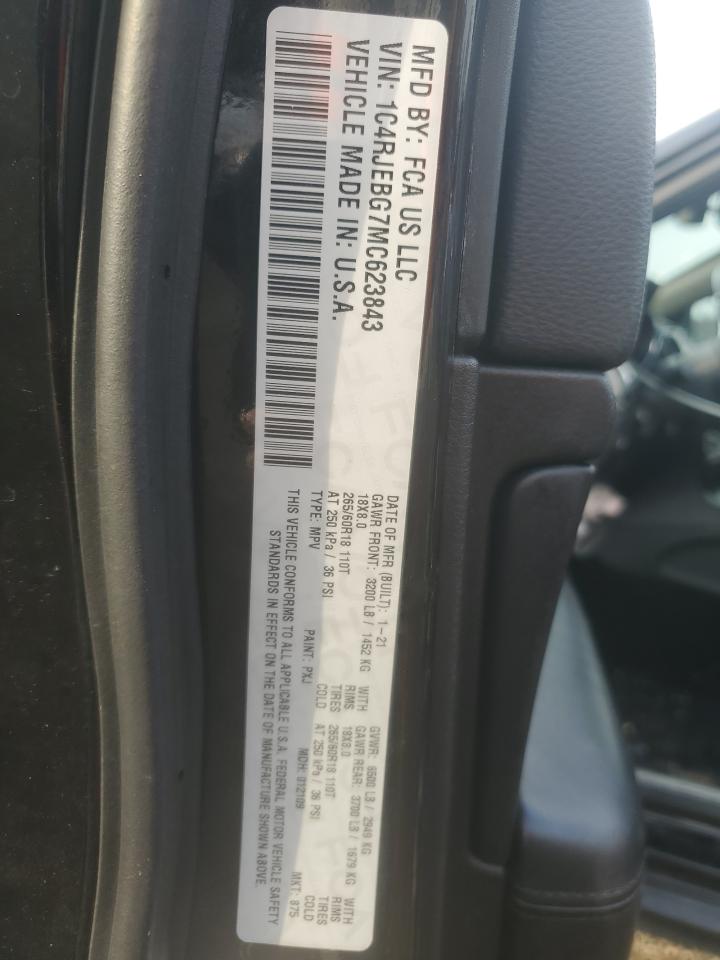 MFD BY: FCA US LLC
VIN: 1C4RJEBG7MC623843
VEHICLE MADE IN: U.S.A.
DATE OF MFR (BUILT): 1-21 GVWR: 6500 LB / 2949 KG
GAWR FRONT: 3200 LB / 1452 KG WITH GAWR REAR: 3700 LB / 1679 KG WITH
18X8.0 RIMS 18X8.0 RIMS
265/60R18 110T TIRES 265/60R18 110T TIRES
AT 250 kPa / 36 PSI COLD AT 250 kPa / 36 PSI COLD
TYPE: MPV PAINT: PXJ MDH: 012109 MKT: 875
THIS VEHICLE CONFORMS TO ALL APPLICABLE U.S.A. FEDERAL MOTOR VEHICLE SAFETY
STANDARDS IN EFFECT ON THE DATE OF MANUFACTURE SHOWN ABOVE.